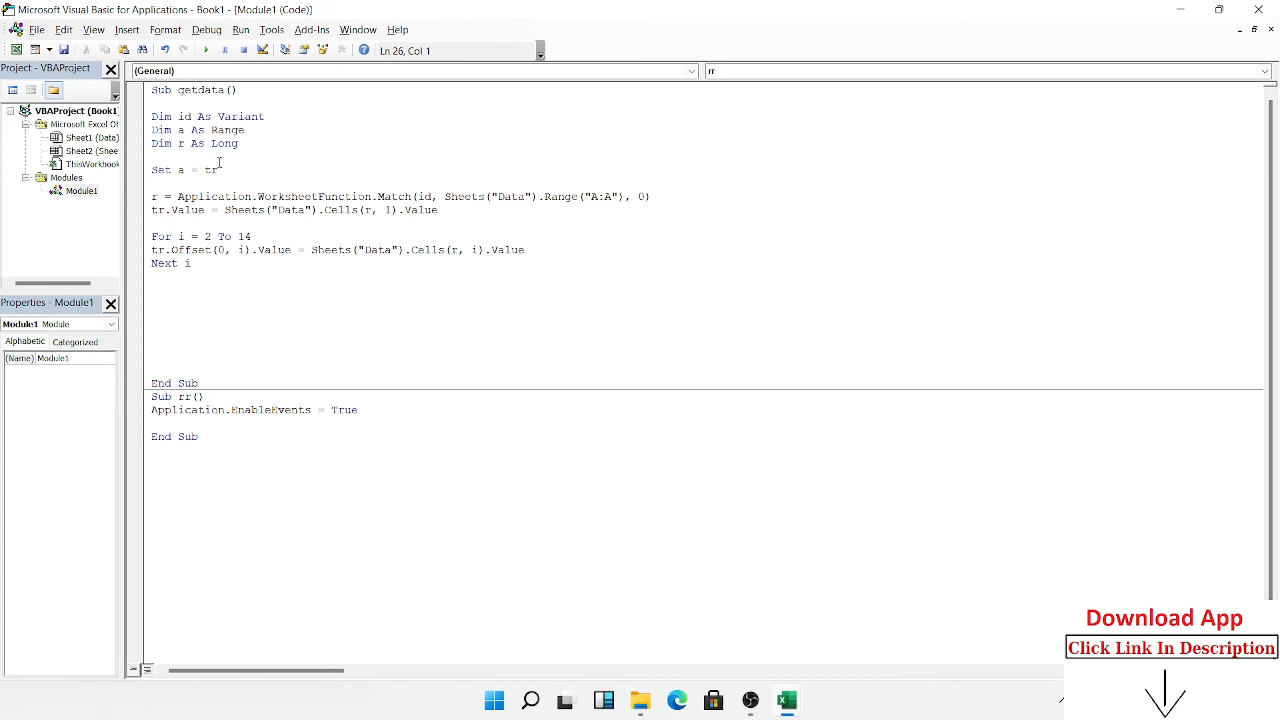 Microsoft Visual Basic for Applications - Book1 - [Module1 (Code)]
File Edit View Insert Format Debug Run Tools Add-Ins Window Help
Ln 26, Col 1
Project - VBAProject
(General)
rr
VBAProject (Book1
Microsoft Excel Ob
Sheet1 (Data)
Sheet2 (Shee
ThisWorkbook
Modules
Module1
Properties - Module1
Module1 Module
Alphabetic Categorized
(Name) Module1
Sub getdata()
Dim id As Variant
Dim a As Range
Dim r As Long
Set a = tr
r = Application.WorksheetFunction.Match(id, Sheets("Data").Range("A:A"), 0)
tr.Value = Sheets("Data").Cells(r, 1).Value
For i = 2 To 14
tr.Offset(0, i).Value = Sheets("Data").Cells(r, i).Value
Next i
End Sub
Sub rr()
Application.EnableEvents = True
End Sub
Download App
Click Link In Description